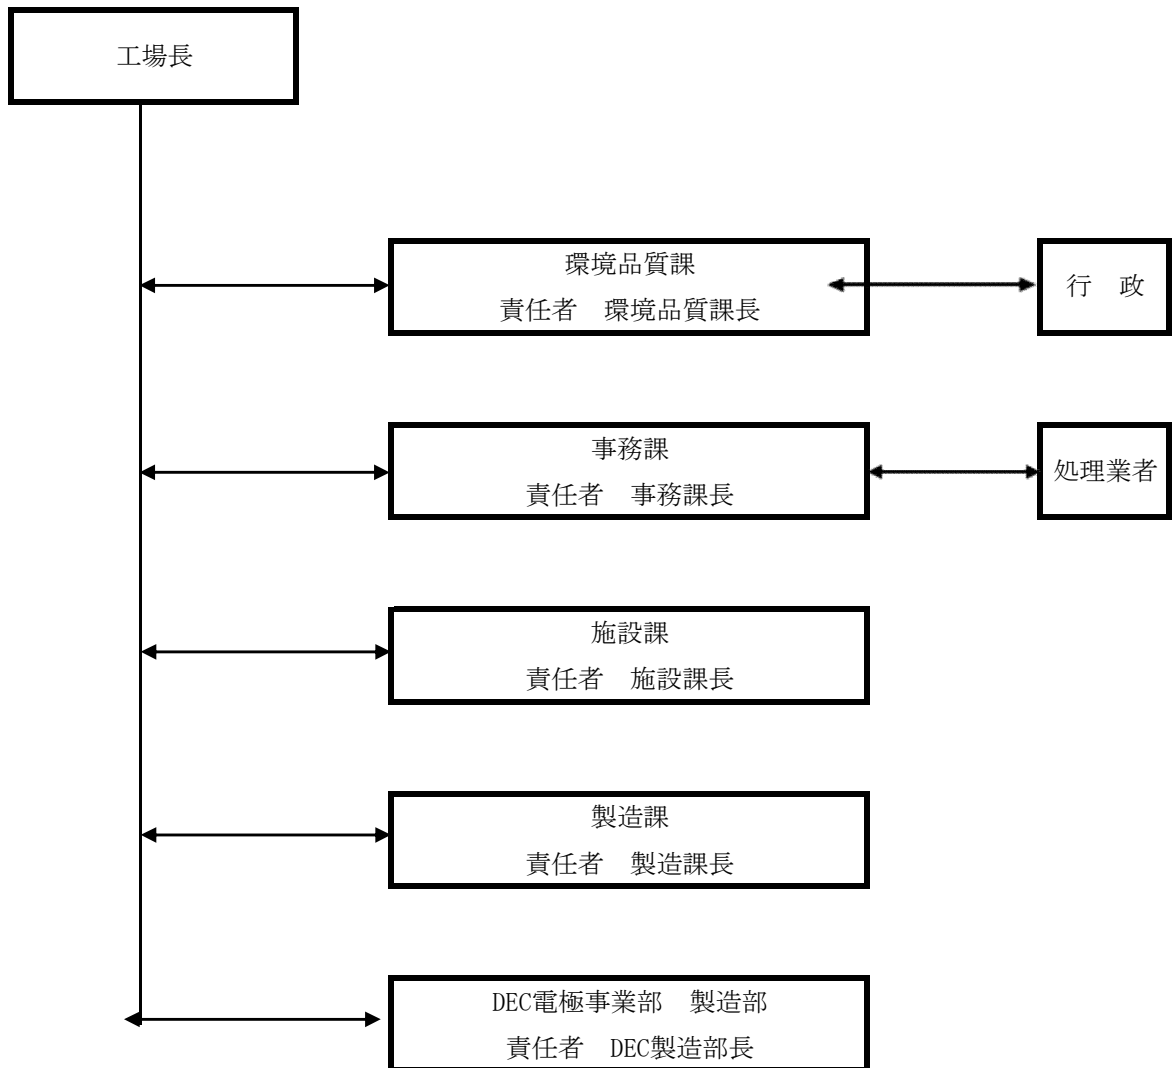 工場長
環境品質課
責任者　環境品質課長
行　政
事務課
責任者　事務課長
処理業者
施設課
責任者　施設課長
製造課
責任者　製造課長
DEC電極事業部　製造部
責任者　DEC製造部長